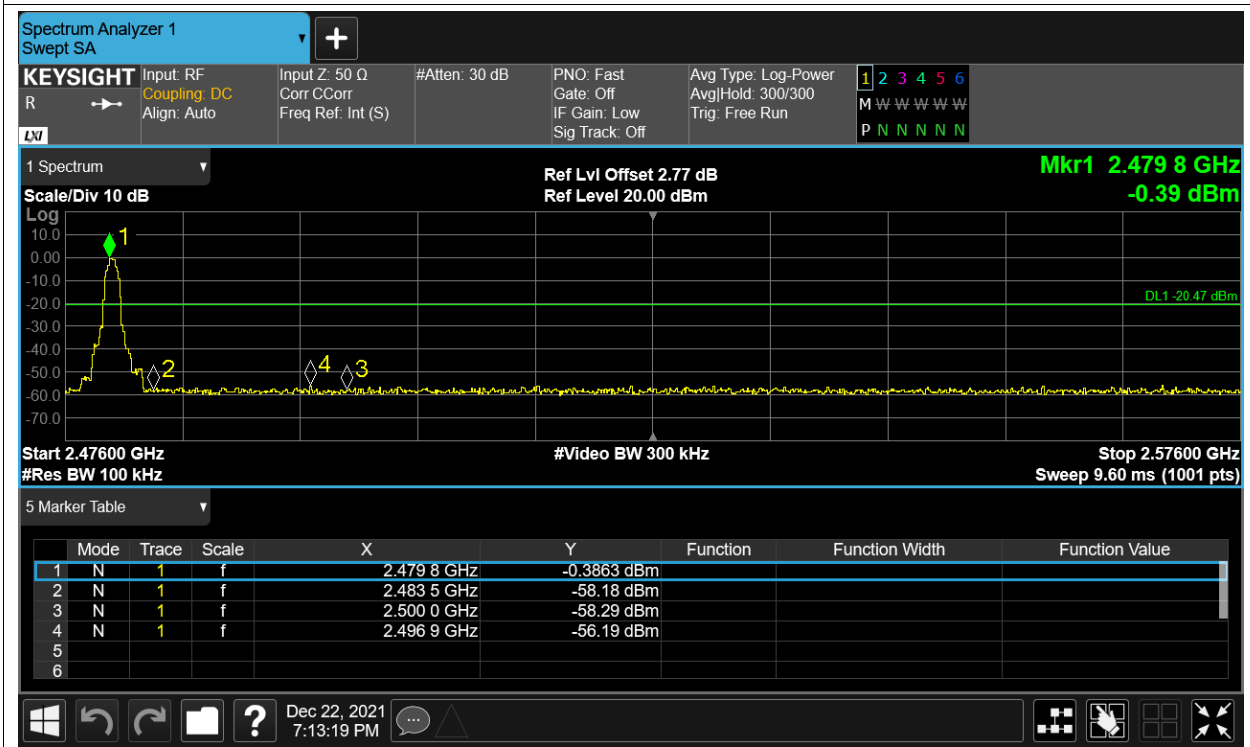 Spectrum Analyzer 1
Swept SA
+
KEYSIGHT Input: RF Input Z: 50 Ω #Atten: 30 dB PNO: Fast Avg Type: Log-Power 1 2 3 4 5 6
R Coupling: DC Corr CCorr Gate: Off Avg|Hold: 300/300 M W W W W W
Align: Auto Freq Ref: Int (S) IF Gain: Low Trig: Free Run
LXI Sig Track: Off P N N N N N
1 Spectrum Ref Lvl Offset 2.77 dB Mkr1 2.479 8 GHz
Scale/Div 10 dB Ref Level 20.00 dBm -0.39 dBm
Log
10.0 1
0.00
-10.0
-20.0 DL1 -20.47 dBm
-30.0
-40.0
-50.0 2 4 3
-60.0
-70.0
Start 2.47600 GHz #Video BW 300 kHz Stop 2.57600 GHz
#Res BW 100 kHz Sweep 9.60 ms (1001 pts)
5 Marker Table
Mode Trace Scale X Y Function Function Width Function Value
1 N 1 f 2.479 8 GHz -0.3863 dBm
2 N 1 f 2.483 5 GHz -58.18 dBm
3 N 1 f 2.500 0 GHz -58.29 dBm
4 N 1 f 2.496 9 GHz -56.19 dBm
5
6
? Dec 22, 2021
7:13:19 PM